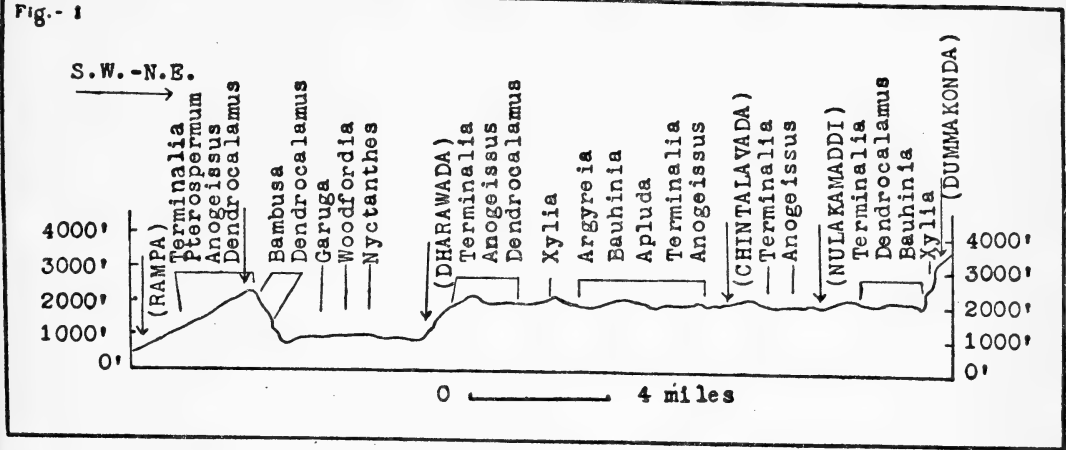 Fig.- 1
S.W.-N.E.
(RAMPA)
Terminalia
Pterospermum
Anogeissus
Dendrocalamus
Bambusa
Dendrocalamus
Garuga
Woodfordia
Nyctanthes
(DHARAWADA)
Terminalia
Anogeissus
Dendrocalamus
Xylia
Argyreia
Bauhinia
Apluda
Terminalia
Anogeissus
(CHINTALAVADA)
Terminalia
Anogeissus
(NULAKAMADDI)
Terminalia
Dendrocalamus
Bauhinia
Xylia
(DUMMAKONDA)
4000'
3000'
2000'
1000'
0'
4000'
3000'
2000'
1000'
0'
0 4 miles